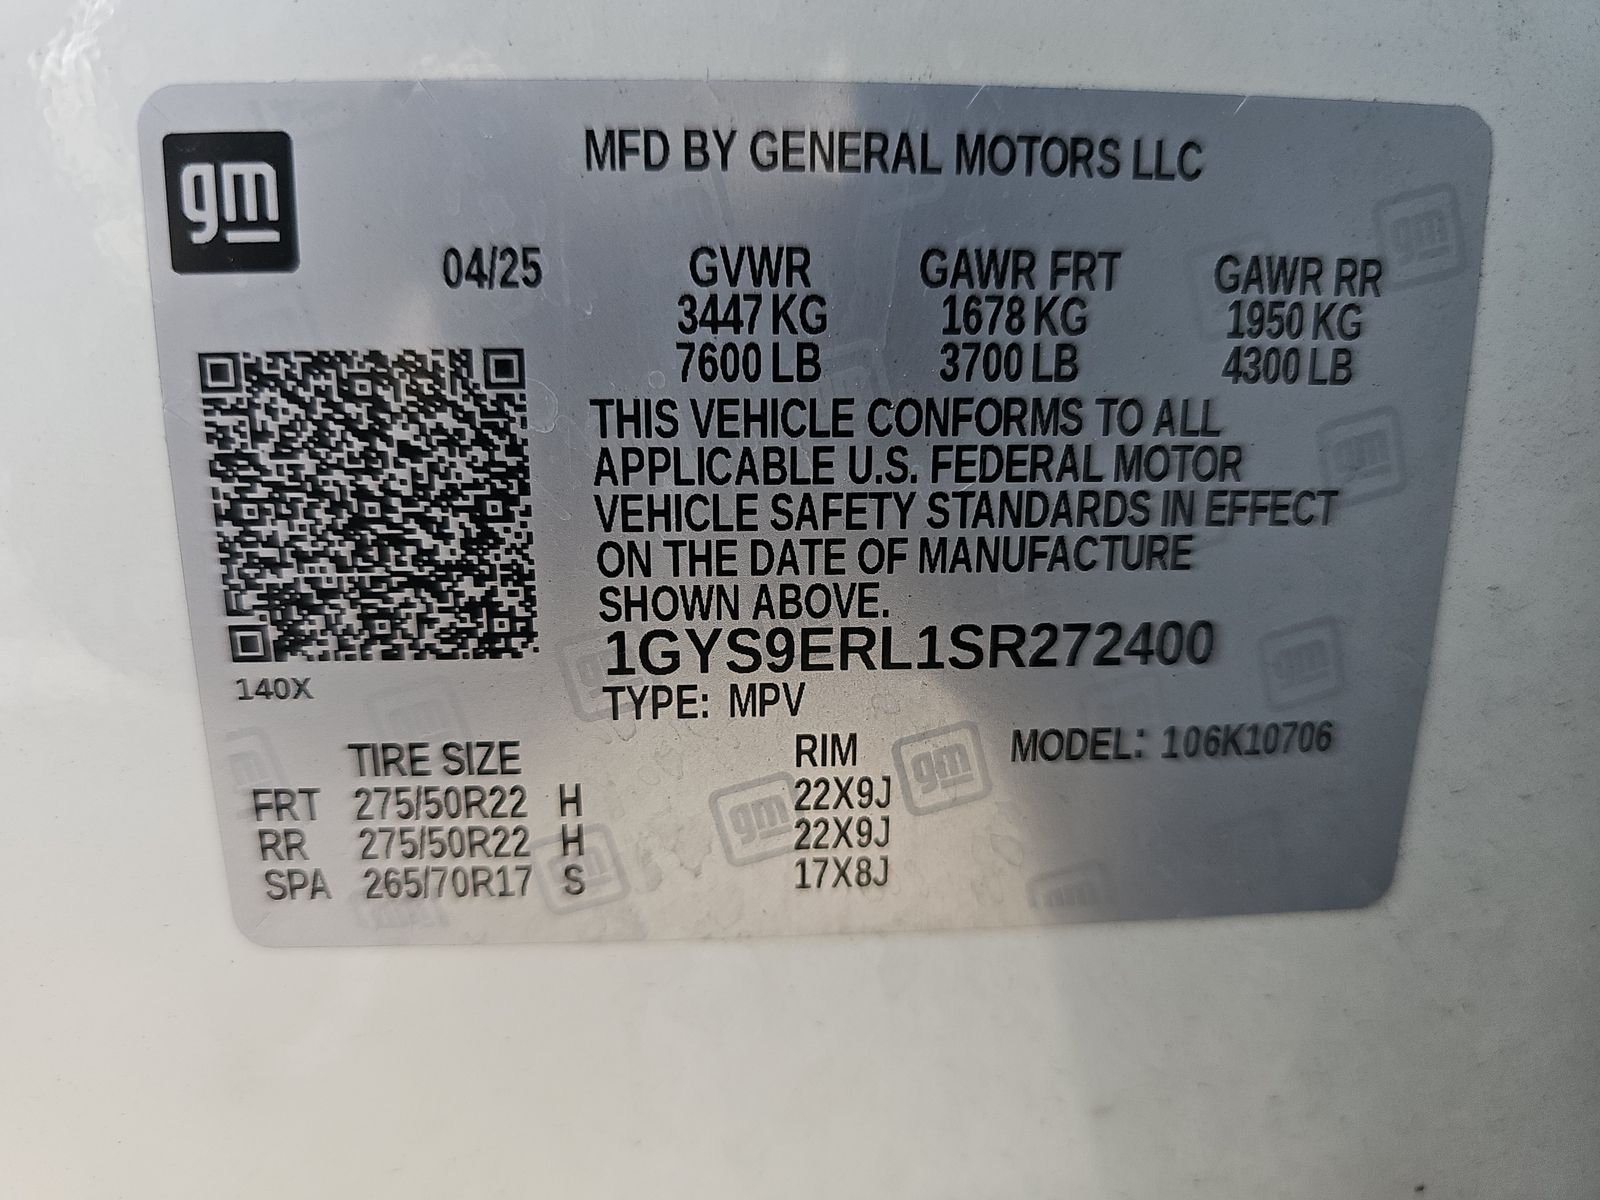 gm
MFD BY GENERAL MOTORS LLC
04/25 GVWR GAWR FRT GAWR RR
3447 KG 1678 KG 1950 KG
7600 LB 3700 LB 4300 LB
THIS VEHICLE CONFORMS TO ALL
APPLICABLE U.S. FEDERAL MOTOR
VEHICLE SAFETY STANDARDS IN EFFECT
ON THE DATE OF MANUFACTURE
SHOWN ABOVE.
1GYS9ERL1SR272400
140X
TYPE: MPV
TIRE SIZE RIM MODEL: 106K10706
FRT 275/50R22 H 22X9J
RR 275/50R22 H 22X9J
SPA 265/70R17 S 17X8J